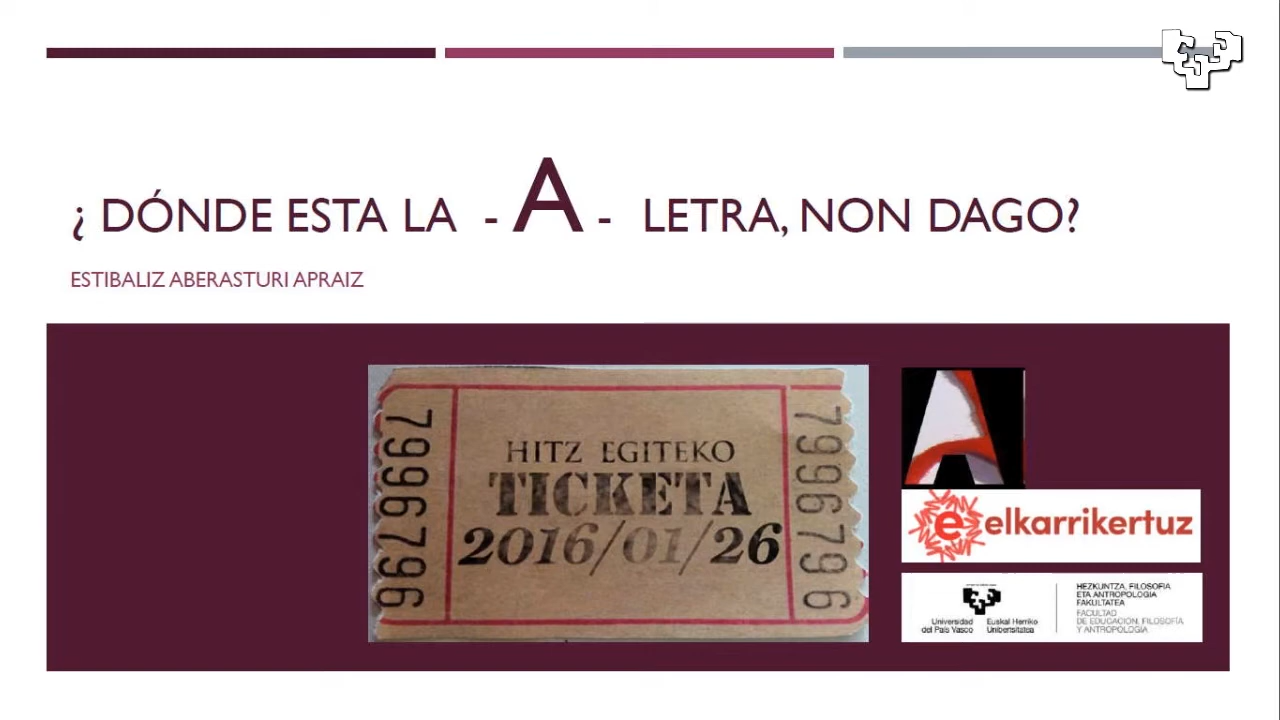 ¿ DÓNDE ESTA LA - A - LETRA, NON DAGO?
ESTIBALIZ ABERASTURI APRAIZ
7996796
HITZ EGITEKO
TICKETA
2016/01/26
7996796
A
e elkarrikertuz
Universidad del País Vasco
Euskal Herriko Unibertsitatea
HEZKUNTZA, FILOSOFIA
ETA ANTROPOLOGIA
FAKULTATEA
FACULTAD
DE EDUCACIÓN, FILOSOFÍA
Y ANTROPOLOGÍA